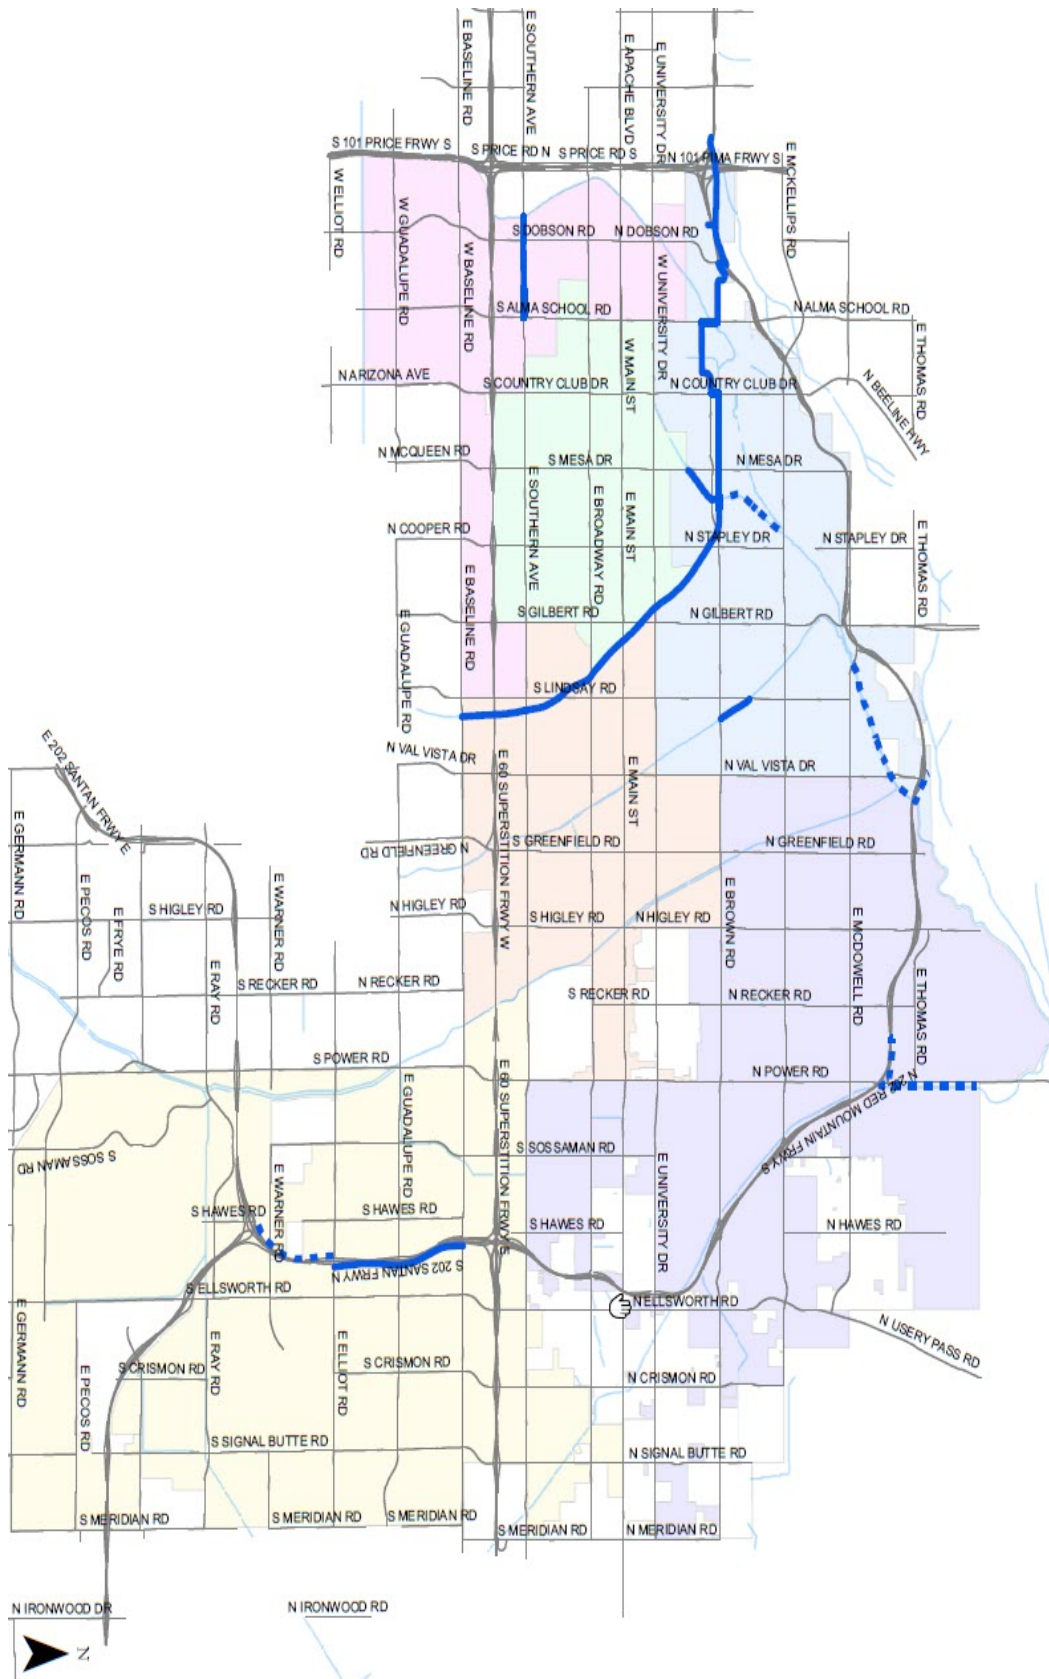 E BASELINE RD
E SOUTHERN AVE
E APACHE BLVD
E UNIVERSITY DR
S 101 PRICE FRWY S
S PRICE RD N
S PRICE RD S
N 101 PIMA FRWY S
E MCKELLIPS RD
W ELLIOT RD
W GUADALUPE RD
W BASELINE RD
S DOBSON RD
N DOBSON RD
W UNIVERSITY DR
S ALMA SCHOOL RD
N ALMA SCHOOL RD
E THOMAS RD
W MAIN ST
N ARIZONA AVE
S COUNTRY CLUB DR
N COUNTRY CLUB DR
N BEELINE HWY
N MCQUEEN RD
S MESA DR
N MESA DR
E SOUTHERN AVE
E BROADWAY RD
E MAIN ST
N COOPER RD
N STAPLEY DR
N STAPLEY DR
E THOMAS RD
E BASELINE RD
E GUADALUPE RD
S GILBERT RD
N GILBERT RD
S LINDSAY RD
E 202 SANTAN FRWY E
N VAL VISTA DR
E 60 SUPERSTITION FRWY W
E MAIN ST
N VAL VISTA DR
E GERMANN RD
N GREENFIELD RD
S GREENFIELD RD
N GREENFIELD RD
E PECOS RD
E FRYE RD
S HIGLEY RD
E WARNER RD
N HIGLEY RD
S HIGLEY RD
N HIGLEY RD
E BROWN RD
E MCDOWELL RD
E RAY RD
S RECKER RD
N RECKER RD
S RECKER RD
N RECKER RD
E THOMAS RD
S POWER RD
E GUADALUPE RD
E 60 SUPERSTITION FRWY S
N POWER RD
N 202 RED MOUNTAIN FRWY S
S SOSSAMAN RD
S SOSSAMAN RD
E UNIVERSITY DR
E WARNER RD
S HAWES RD
S HAWES RD
S HAWES RD
N HAWES RD
S 202 SANTAN FRWY N
S ELLSWORTH RD
N ELLSWORTH RD
N USERY PASS RD
E GERMANN RD
E PECOS RD
E RAY RD
E ELLIOT RD
S CRISMON RD
S CRISMON RD
N CRISMON RD
S SIGNAL BUTTE RD
N SIGNAL BUTTE RD
S MERIDIAN RD
S MERIDIAN RD
S MERIDIAN RD
S MERIDIAN RD
N MERIDIAN RD
N IRONWOOD DR
N IRONWOOD RD
N